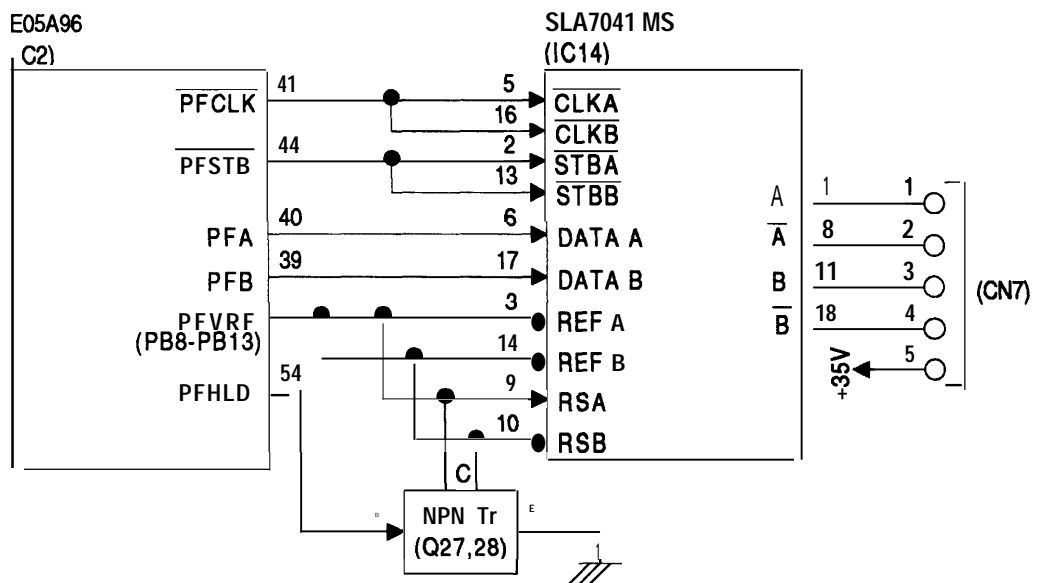 E05A96
C2)
SLA7041 MS
(IC14)
PFCLK
41
5
CLKA
16
CLKB
PFSTB
44
2
STBA
13
STBB
PFA
40
6
DATA A
PFB
39
17
DATA B
PFVRF
(PB8-PB13)
3
REF A
14
REF B
PFHLD
54
9
RSA
10
RSB
A
1
1
A
8
2
B
11
3
B
18
4
+35V
5
(CN7)
C
B
NPN Tr
(Q27,28)
E
1